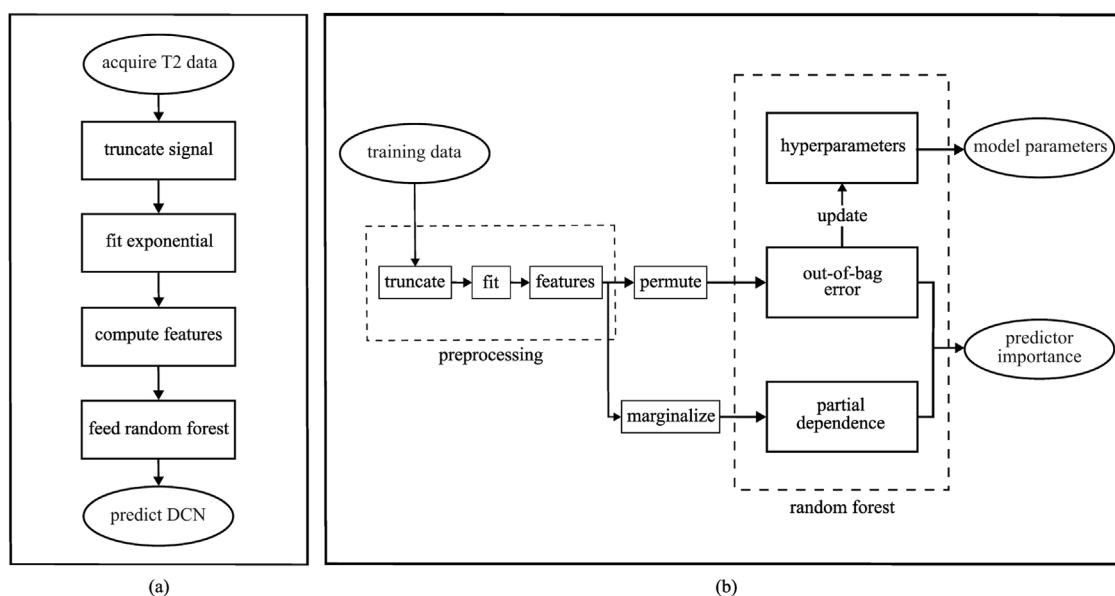 acquire T2 data
truncate signal
fit exponential
compute features
feed random forest
predict DCN
(a)
training data
truncate
fit
features
preprocessing
permute
marginalize
hyperparameters
update
out-of-bag
error
partial
dependence
random forest
model parameters
predictor
importance
(b)